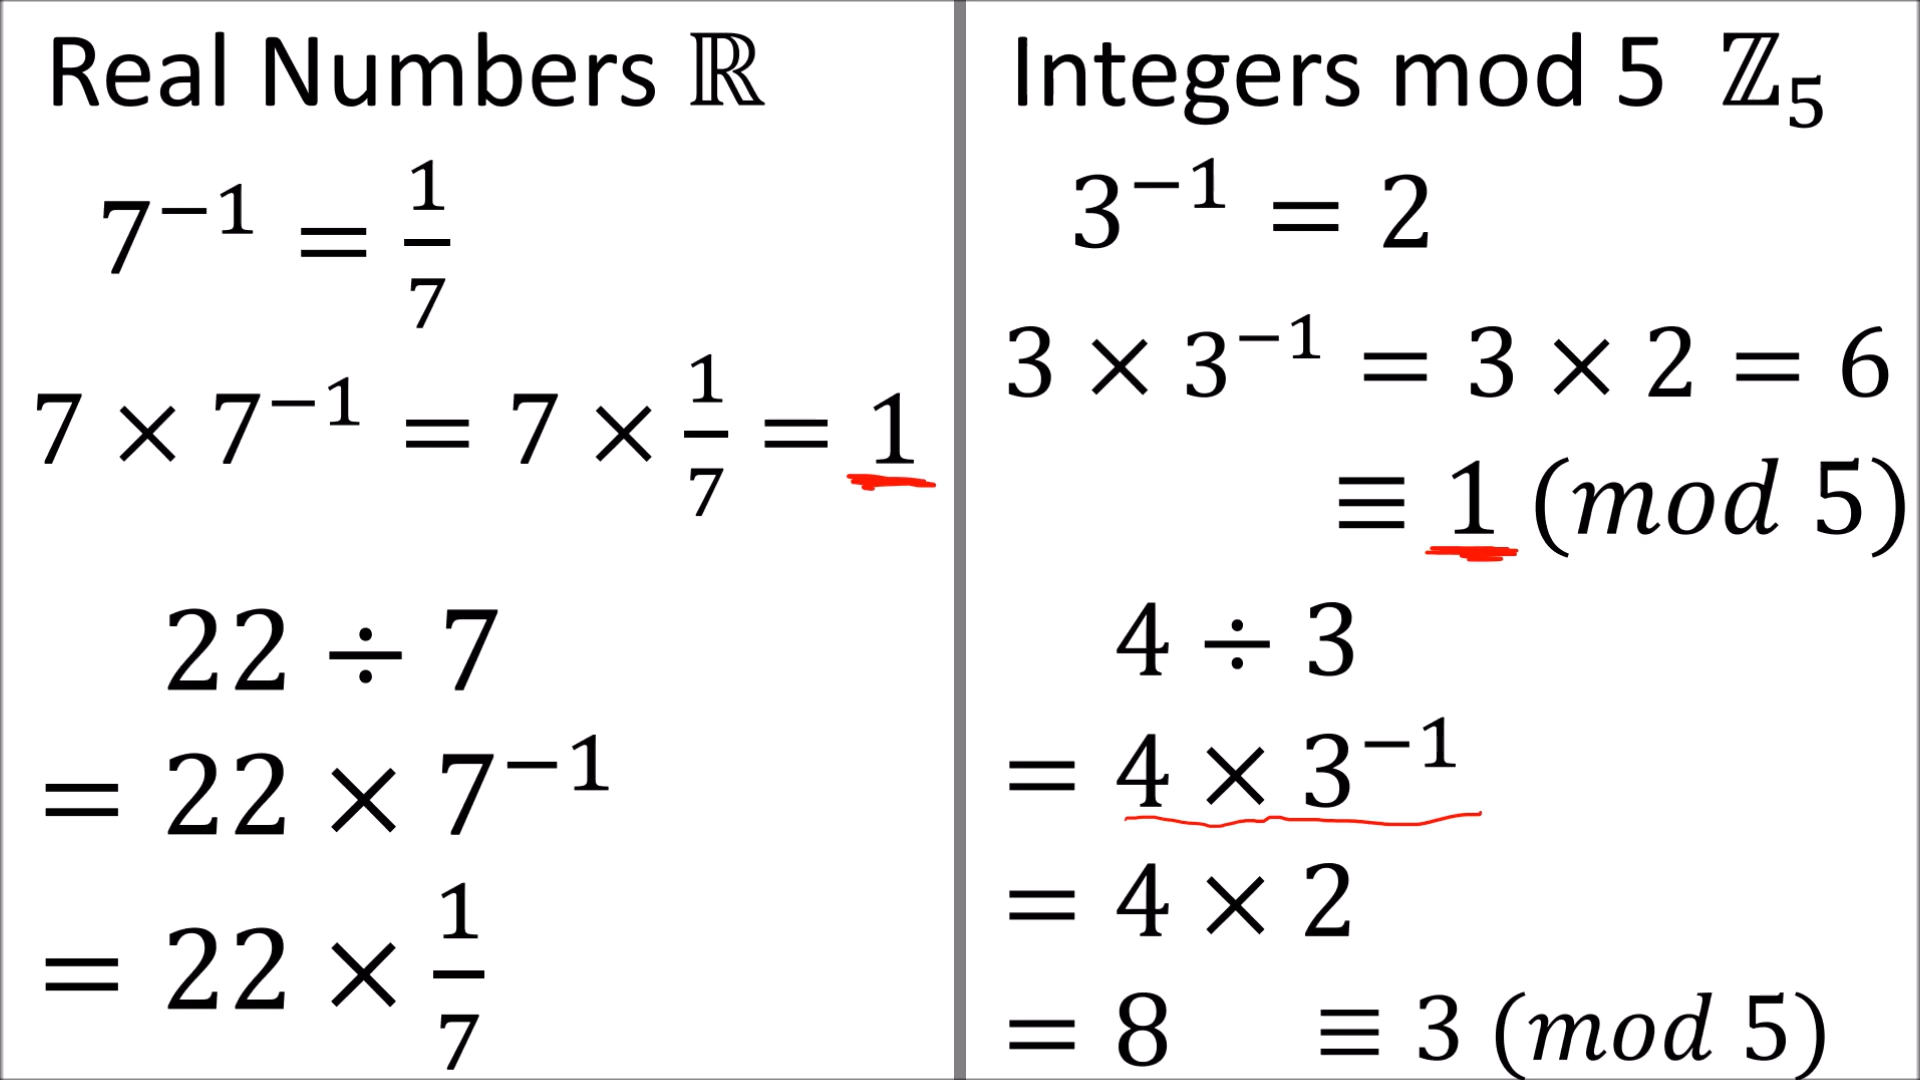 Real Numbers ℝ
7⁻¹ = 1/7
7 × 7⁻¹ = 7 × 1/7 = 1
22 ÷ 7
= 22 × 7⁻¹
= 22 × 1/7
Integers mod 5 ℤ₅
3⁻¹ = 2
3 × 3⁻¹ = 3 × 2 = 6
≡ 1 (mod 5)
4 ÷ 3
= 4 × 3⁻¹
= 4 × 2
= 8 ≡ 3 (mod 5)